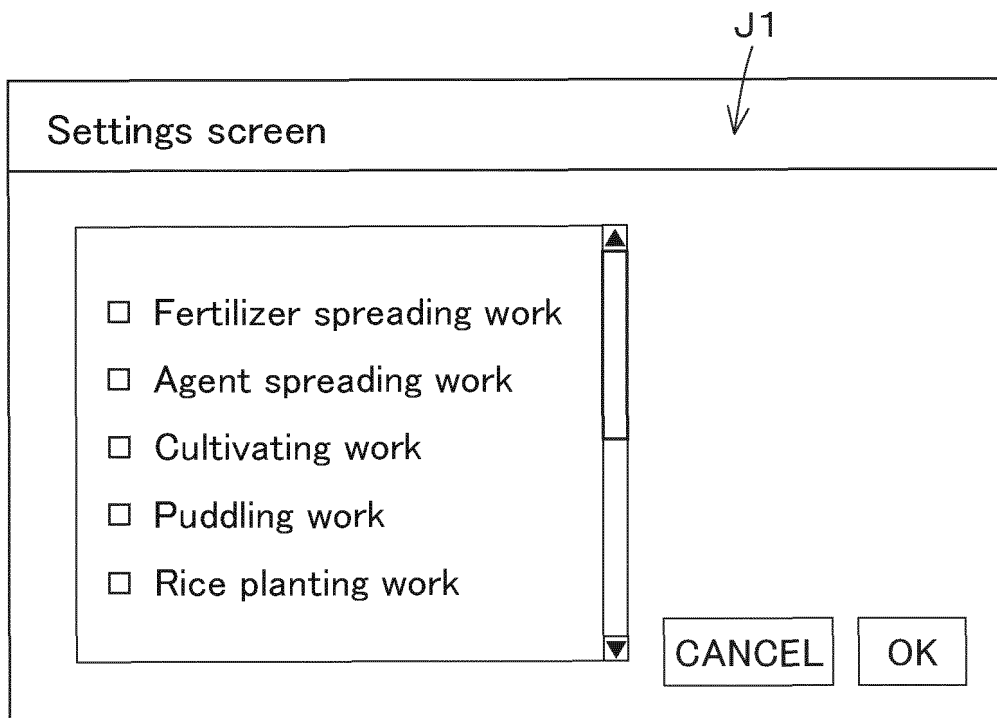 J1
Settings screen
Fertilizer spreading work
Agent spreading work
Cultivating work
Puddling work
Rice planting work
CANCEL OK